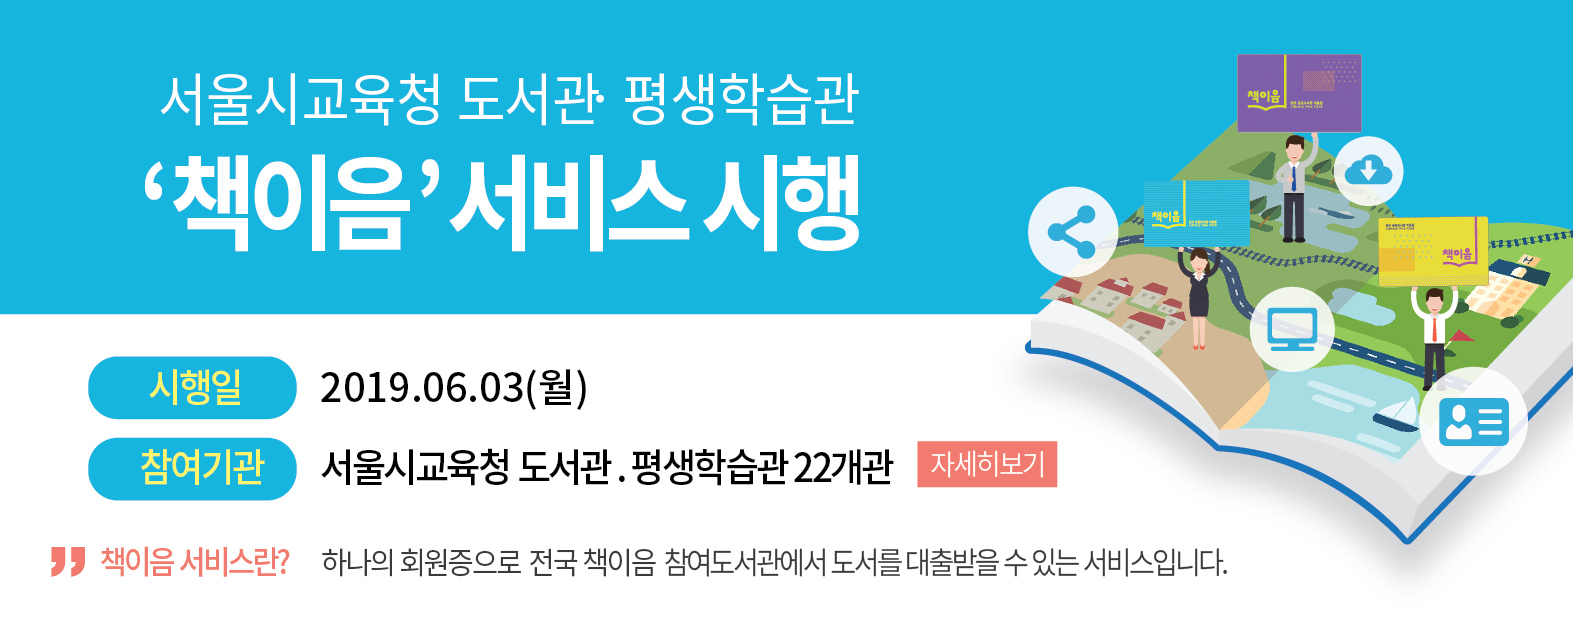 서울시교육청 도서관· 평생학습관
‘책이음’ 서비스 시행
시행일 2019.06.03(월)
참여기관 서울시교육청 도서관 . 평생학습관 22개관 자세히보기
책이음 서비스란? 하나의 회원증으로 전국 책이음 참여도서관에서 도서를 대출받을 수 있는 서비스입니다.
책이음
책이음
책이음
H